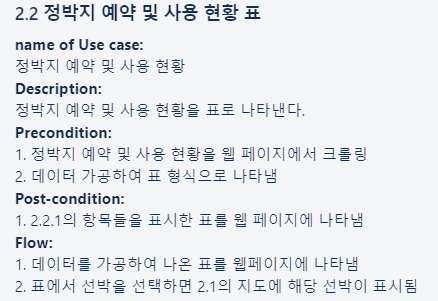 2.2 정박지 예약 및 사용 현황 표
name of Use case:
정박지 예약 및 사용 현황
Description:
정박지 예약 및 사용 현황을 표로 나타낸다.
Precondition:
1. 정박지 예약 및 사용 현황을 웹 페이지에서 크롤링
2. 데이터 가공하여 표 형식으로 나타냄
Post-condition:
1. 2.2.1의 항목들을 표시한 표를 웹 페이지에 나타냄
Flow:
1. 데이터를 가공하여 나온 표를 웹페이지에 나타냄
2. 표에서 선박을 선택하면 2.1의 지도에 해당 선박이 표시됨